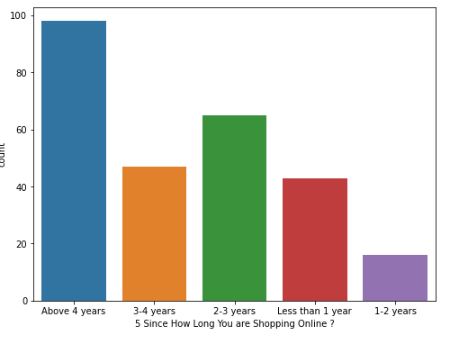 100
80
60
40
20
0
count
Above 4 years 3-4 years 2-3 years Less than 1 year 1-2 years
5 Since How Long You are Shopping Online ?